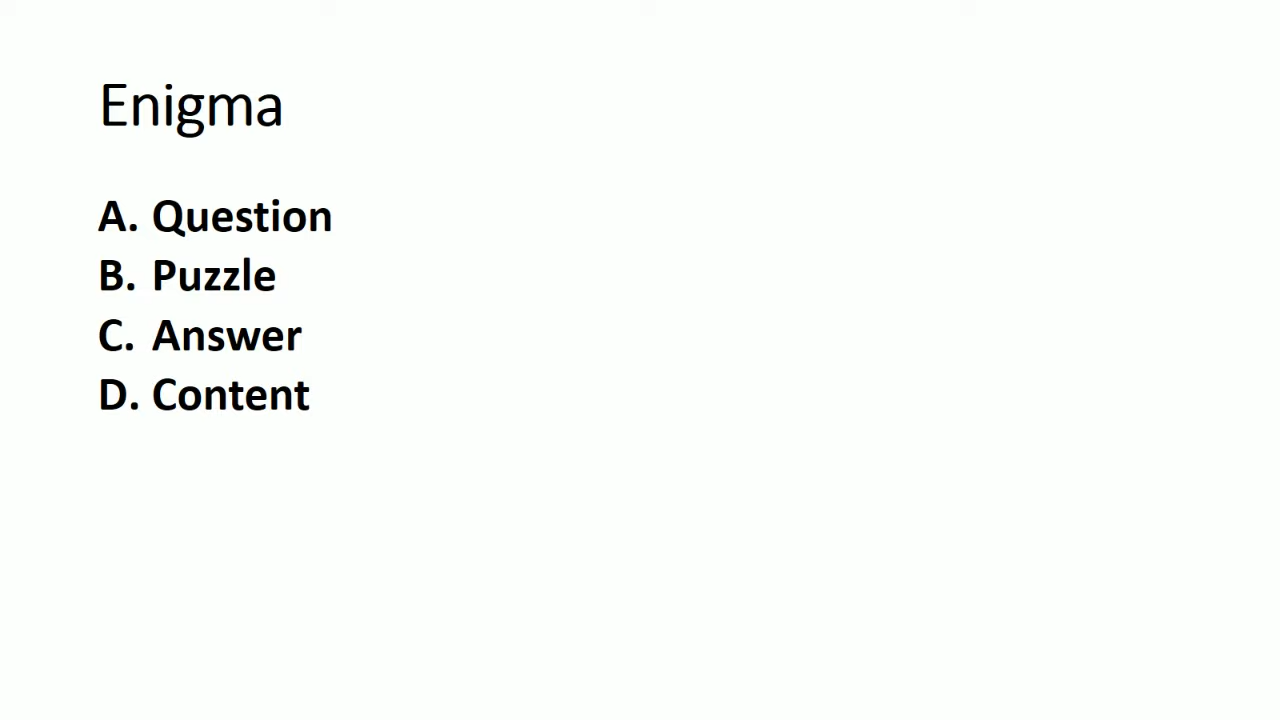 Enigma
A. Question
B. Puzzle
C. Answer
D. Content